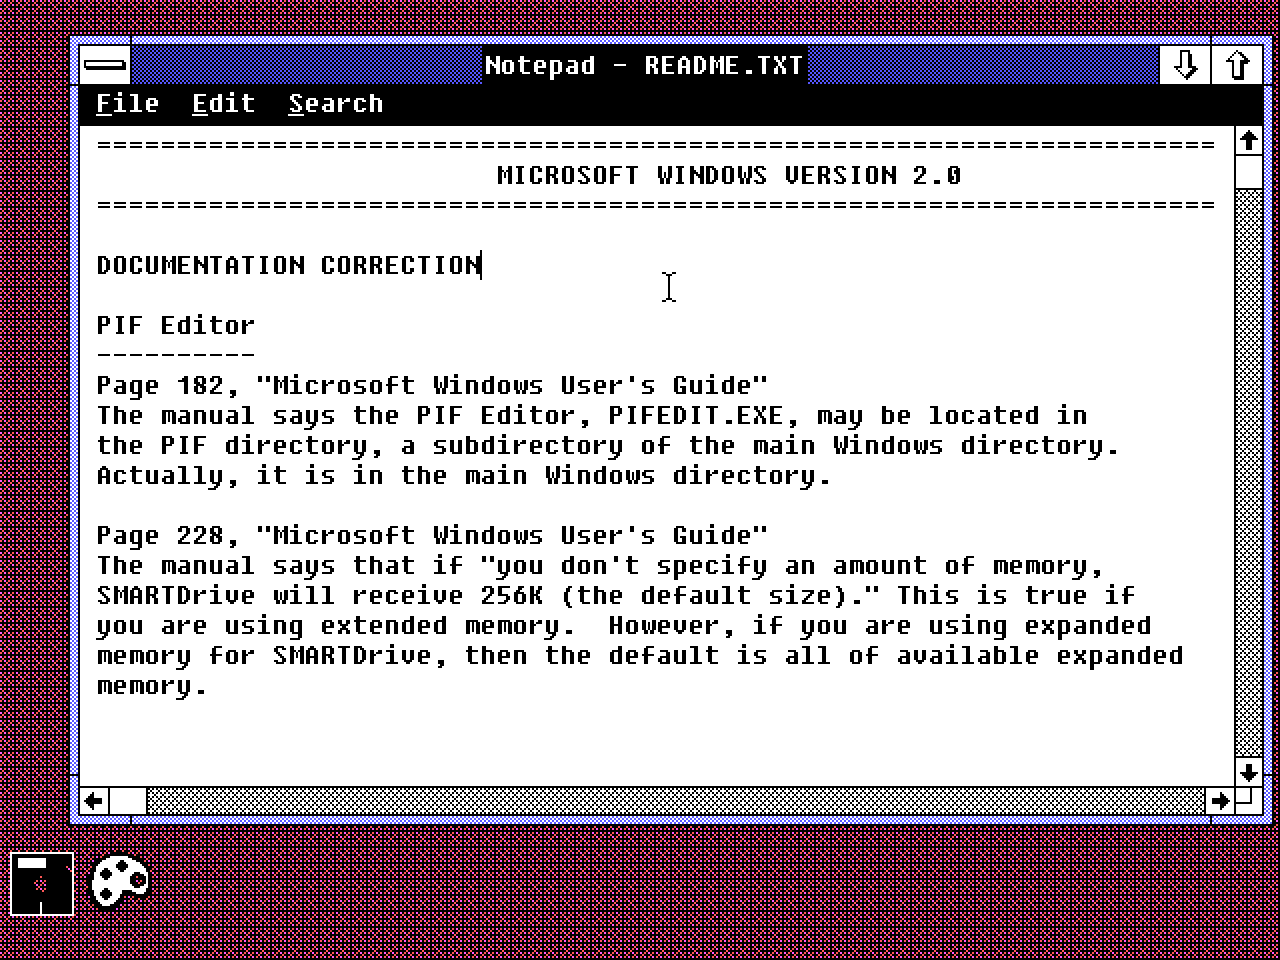 Notepad - README.TXT
File Edit Search
======================================================================
MICROSOFT WINDOWS VERSION 2.0
======================================================================
DOCUMENTATION CORRECTION
PIF Editor
----------
Page 182, "Microsoft Windows User's Guide"
The manual says the PIF Editor, PIFEDIT.EXE, may be located in
the PIF directory, a subdirectory of the main Windows directory.
Actually, it is in the main Windows directory.
Page 228, "Microsoft Windows User's Guide"
The manual says that if "you don't specify an amount of memory,
SMARTDrive will receive 256K (the default size)." This is true if
you are using extended memory.  However, if you are using expanded
memory for SMARTDrive, then the default is all of available expanded
memory.